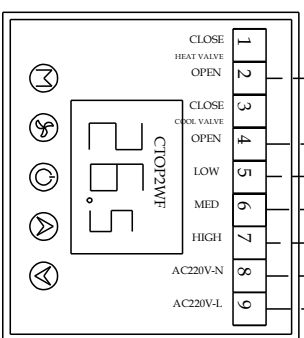 CLOSE 1
HEAT VALVE
OPEN 2
CLOSE 3
COOL VALVE
OPEN 4
LOW 5
MED 6
HIGH 7
AC220V-N 8
AC220V-L 9
CTOP2WF
26.5
M